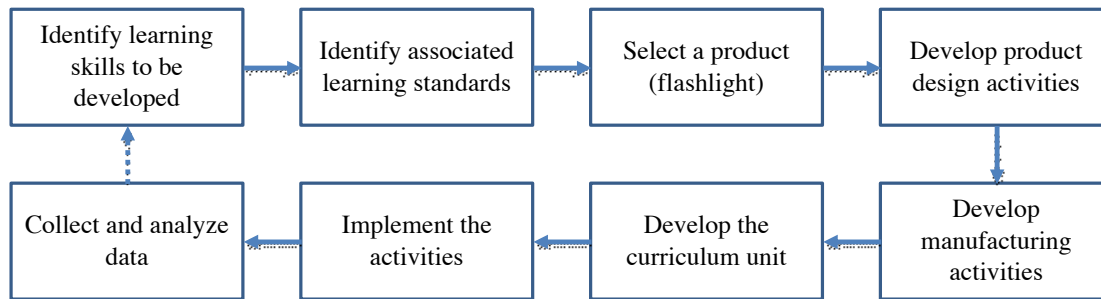 Identify learning
skills to be
developed
Identify associated
learning standards
Select a product
(flashlight)
Develop product
design activities
Develop
manufacturing
activities
Develop the
curriculum unit
Implement the
activities
Collect and analyze
data